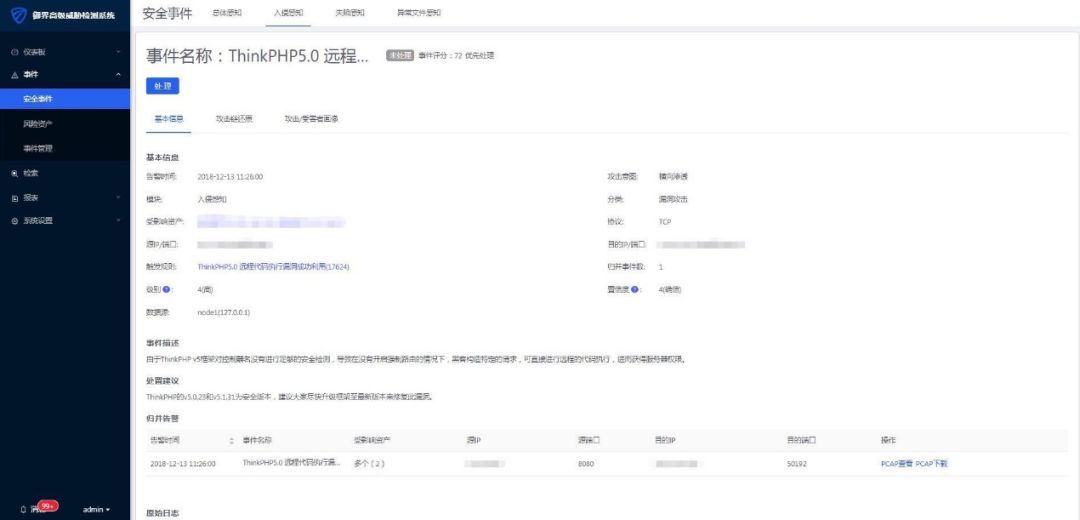 御界高级威胁检测系统
安全事件 总体感知 入侵感知 失陷感知 异常文件感知
仪表板
事件
安全事件
风险资产
事件管理
检索
报表
系统设置
事件名称：ThinkPHP5.0 远程... 未处理 事件评分：72 优先处理
处理
基本信息 攻击链还原 攻击/受害者画像
基本信息
告警时间: 2018-12-13 11:26:00 攻击意图: 横向渗透
模块: 入侵感知 分类: 漏洞攻击
受影响资产: 协议: TCP
源IP/端口: 目的IP/端口:
触发规则: ThinkPHP5.0 远程代码执行漏洞成功利用(17624) 归并事件数: 1
级别 ?: 4(高) 置信度 ?: 4(确信)
数据源: node1(127.0.0.1)
事件描述
由于ThinkPHP v5框架对控制器名没有进行足够的安全检测，导致在没有开启强制路由的情况下，黑客构造特定的请求，可直接进行远程的代码执行，进而获得服务器权限。
处置建议
ThinkPHP的v5.0.23和v5.1.31为安全版本，建议大家尽快升级框架至最新版本来修复此漏洞。
归并告警
告警时间 事件名称 受影响资产 源IP 源端口 目的IP 目的端口 操作
2018-12-13 11:26:00 ThinkPHP5.0 远程代码执行漏... 多个（2） 8080 50192 PCAP查看 PCAP下载
原始日志
99+ admin